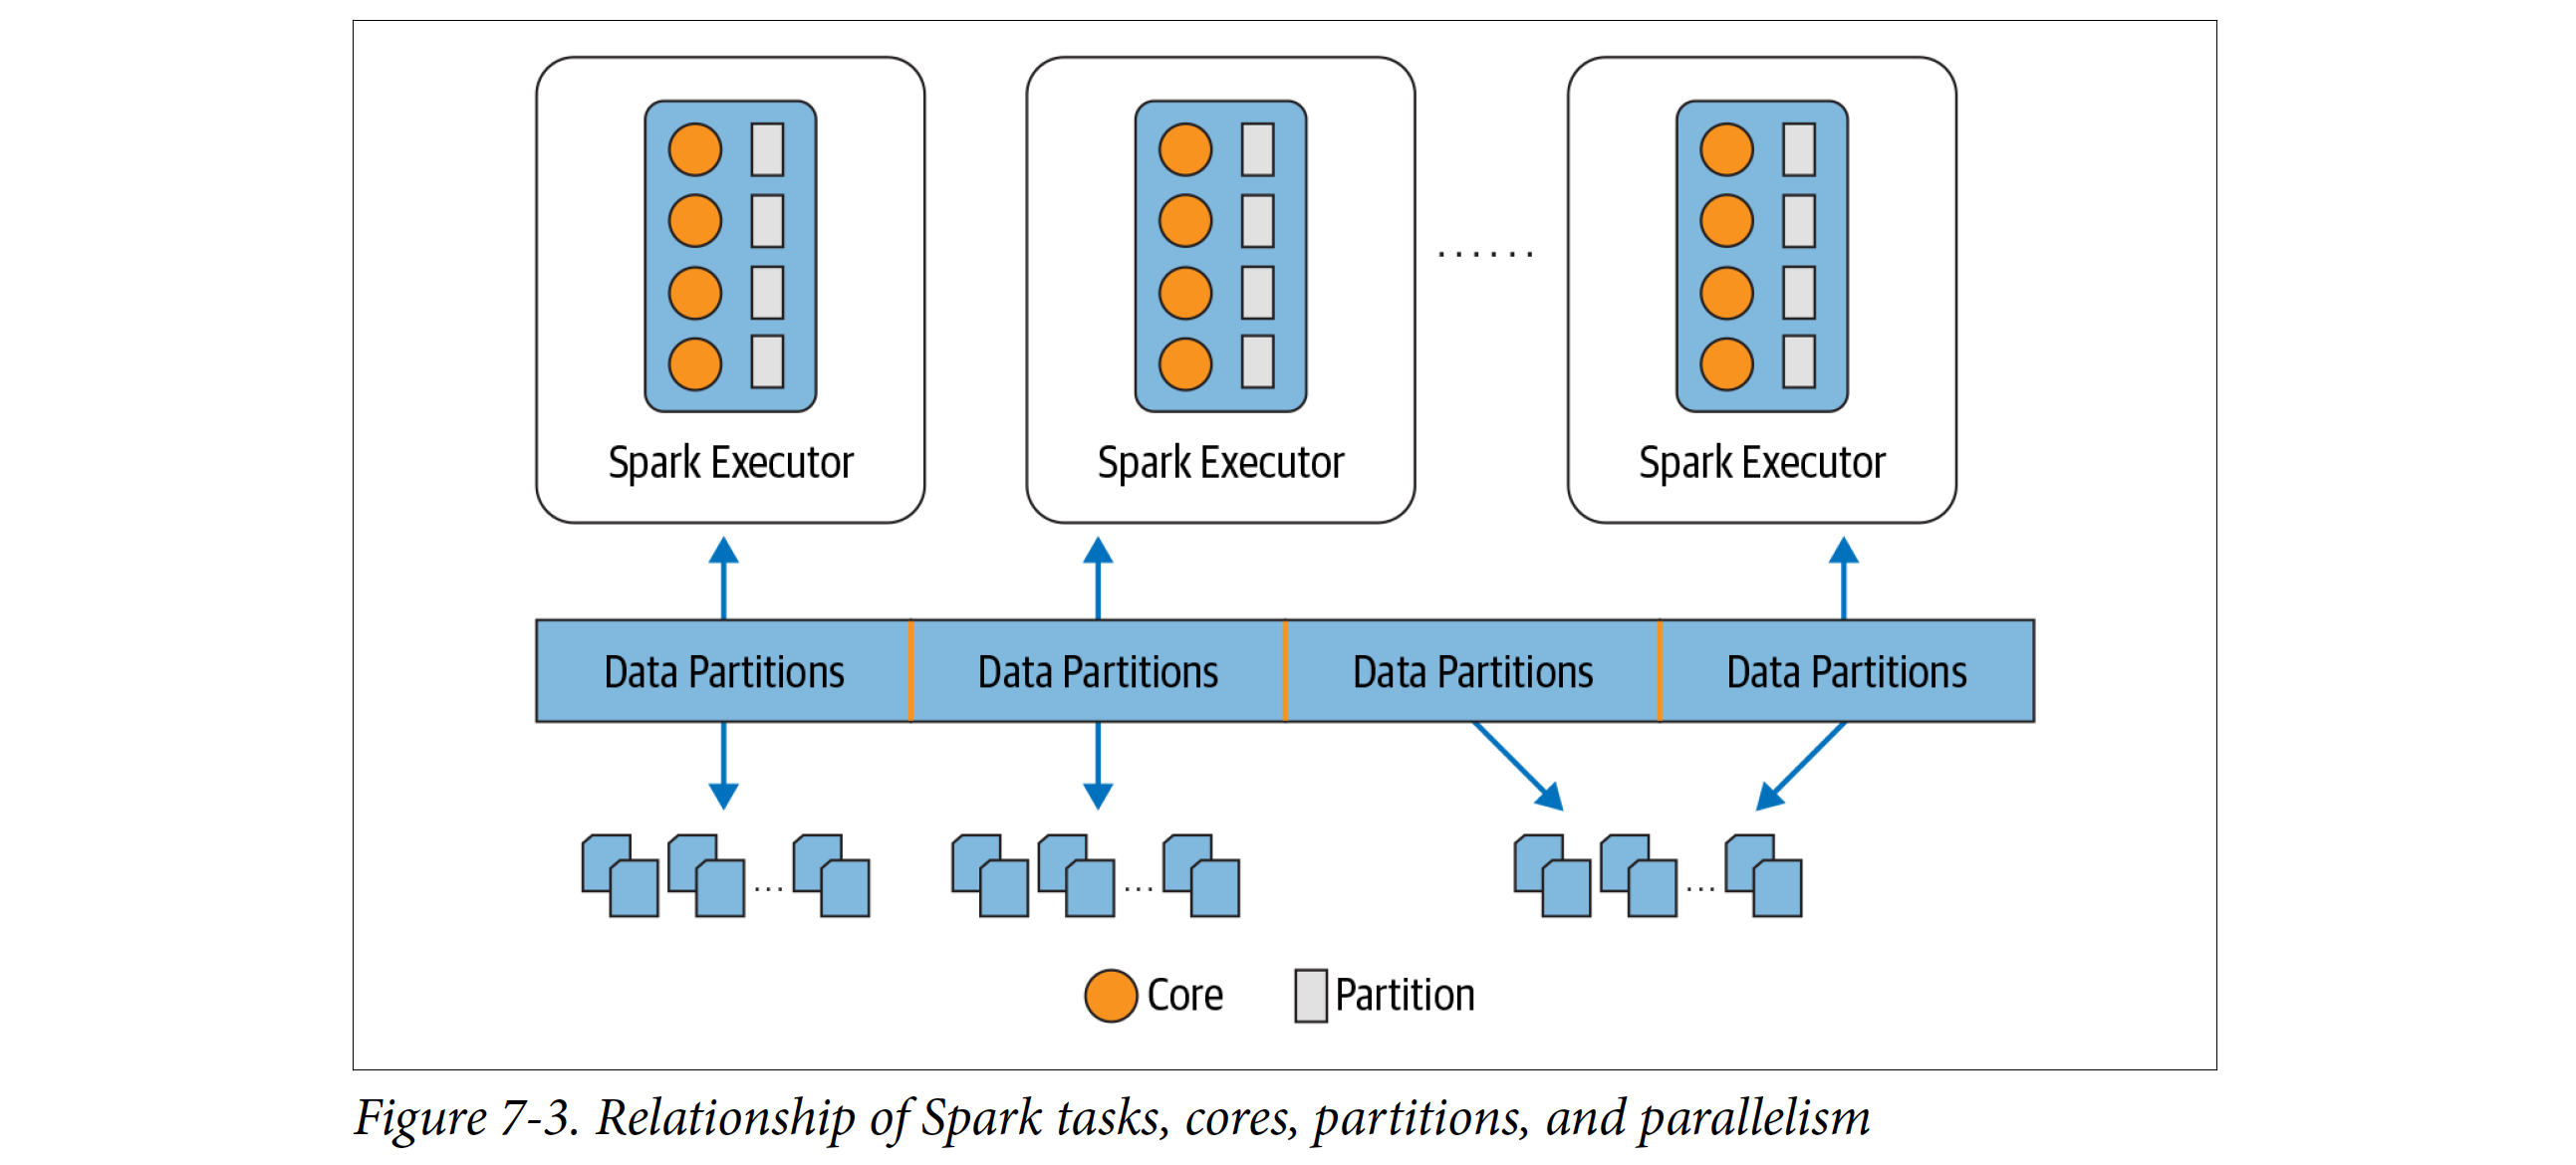 Spark Executor
Spark Executor
......
Spark Executor
Data Partitions
Data Partitions
Data Partitions
Data Partitions
...
...
...
Core
Partition
Figure 7-3. Relationship of Spark tasks, cores, partitions, and parallelism